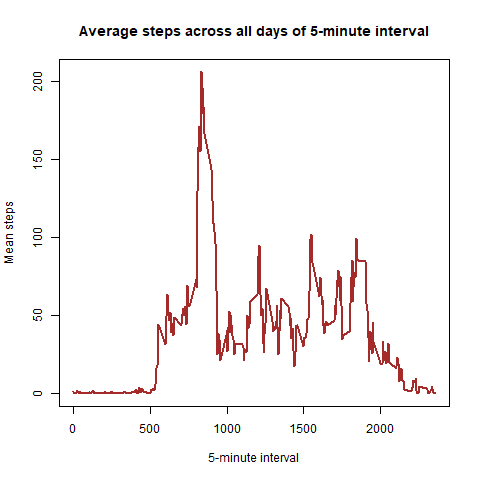 Average steps across all days of 5-minute interval
Mean steps
200
150
100
50
0
0 500 1000 1500 2000
5-minute interval